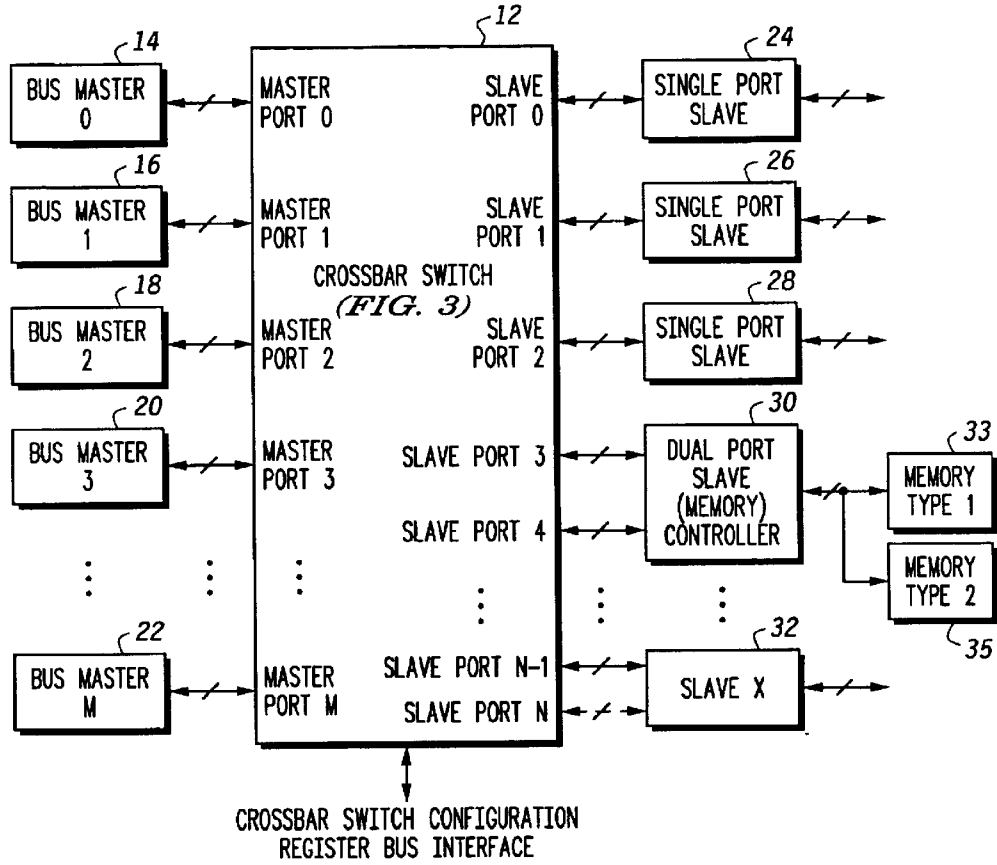 12
14
BUS MASTER
0
MASTER
PORT 0
SLAVE
PORT 0
24
SINGLE PORT
SLAVE
16
BUS MASTER
1
MASTER
PORT 1
SLAVE
PORT 1
26
SINGLE PORT
SLAVE
CROSSBAR SWITCH
(FIG. 3)
18
BUS MASTER
2
MASTER
PORT 2
SLAVE
PORT 2
28
SINGLE PORT
SLAVE
20
BUS MASTER
3
MASTER
PORT 3
SLAVE PORT 3
SLAVE PORT 4
30
DUAL PORT
SLAVE
(MEMORY)
CONTROLLER
33
MEMORY
TYPE 1
MEMORY
TYPE 2
35
22
BUS MASTER
M
MASTER
PORT M
SLAVE PORT N-1
SLAVE PORT N
32
SLAVE X
CROSSBAR SWITCH CONFIGURATION
REGISTER BUS INTERFACE